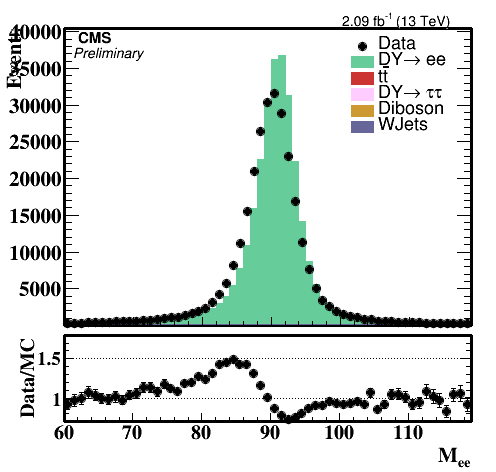 2.09 fb⁻¹ (13 TeV)
CMS
Preliminary
Events
40000
35000
30000
25000
20000
15000
10000
5000
Data
DY→ ee
tt̄
DY→ ττ
Diboson
WJets
Data/MC
1.5
1
60 70 80 90 100 110
M_ee